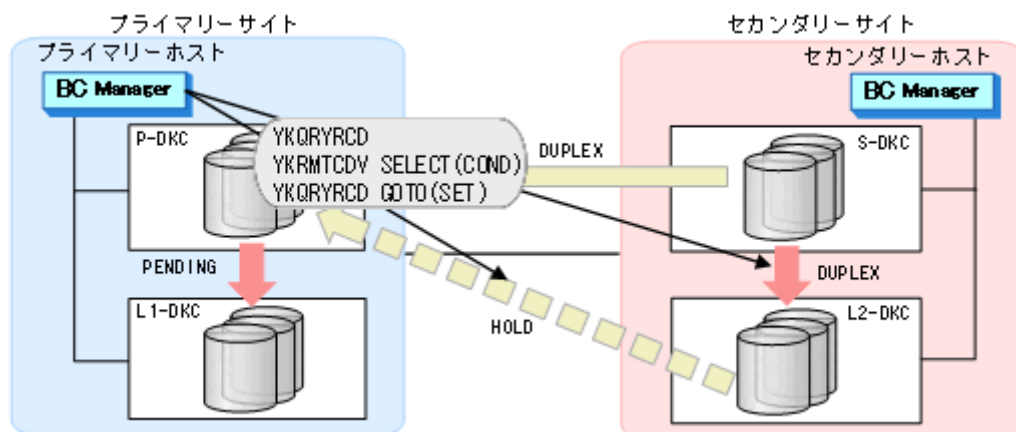 プライマリーサイト
プライマリーホスト
BC Manager
P-DKC
YKQRYRCD
YKRMTCDV SELECT(COND)
YKQRYRCD GOTO(SET)
PENDING
L1-DKC
DUPLEX
HOLD
セカンダリーサイト
セカンダリーホスト
BC Manager
S-DKC
DUPLEX
L2-DKC